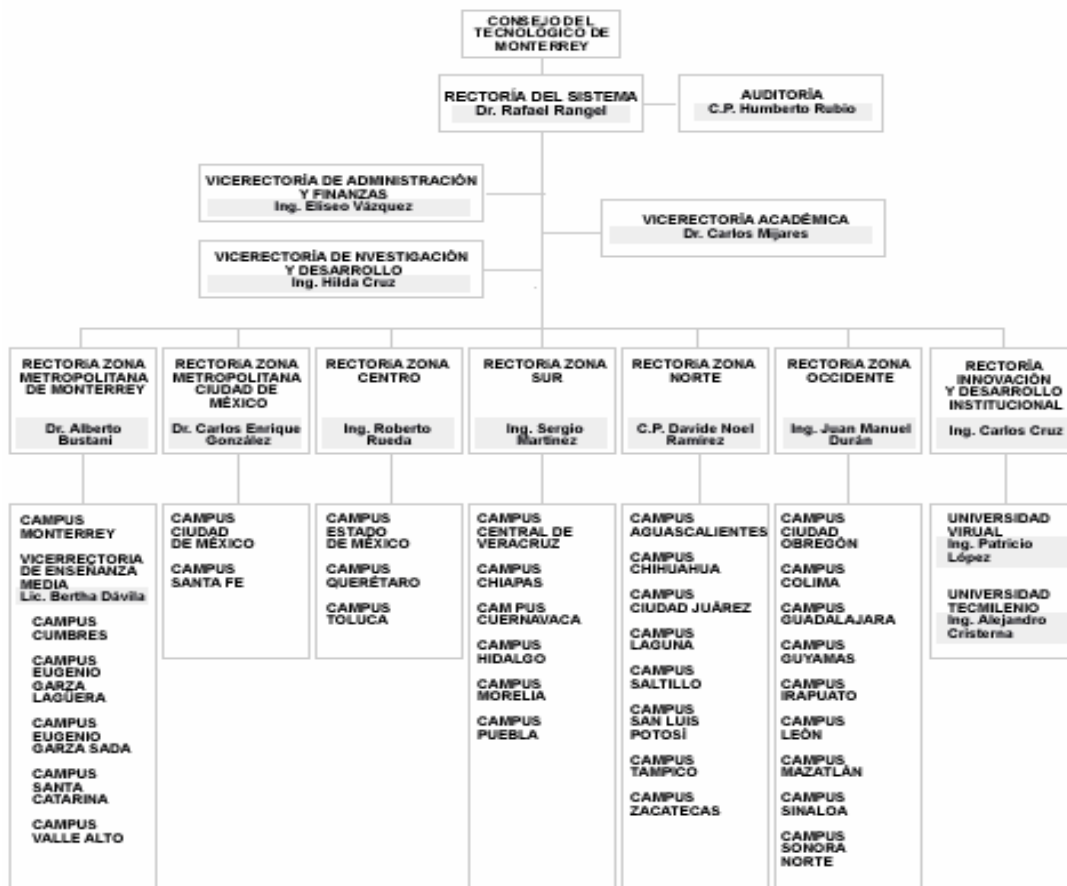 CONSEJO DEL
TECNOLÓGICO DE
MONTERREY
RECTORÍA DEL SISTEMA
Dr. Rafael Rangel
AUDITORÍA
C.P. Humberto Rubio
VICERECTORÍA DE ADMINISTRACIÓN
Y FINANZAS
Ing. Eliseo Vázquez
VICERECTORÍA ACADÉMICA
Dr. Carlos Mijares
VICERECTORÍA DE NVESTIGACIÓN
Y DESARROLLO
Ing. Hilda Cruz
RECTORIA ZONA
METROPOLITANA
DE MONTERREY
Dr. Alberto
Bustani
RECTORIA ZONA
METROPOLITANA
CIUDAD DE
MÉXICO
Dr. Carlos Enrique
González
RECTORIA ZONA
CENTRO
Ing. Roberto
Rueda
RECTORIA ZONA
SUR
Ing. Sergio
Martínez
RECTORIA ZONA
NORTE
C.P. Davide Noel
Ramírez
RECTORIA ZONA
OCCIDENTE
Ing. Juan Manuel
Durán
RECTORÍA
INNOVACIÓN
Y DESARROLLO
INSTITUCIONAL
Ing. Carlos Cruz
CAMPUS
MONTERREY
VICERRECTORIA
DE ENSEÑANZA
MEDIA
Lic. Bertha Dávila
CAMPUS
CUMBRES
CAMPUS
EUGENIO
GARZA
LAGÜERA
CAMPUS
EUGENIO
GARZA SADA
CAMPUS
SANTA
CATARINA
CAMPUS
VALLE ALTO
CAMPUS
CIUDAD
DE MÉXICO
CAMPUS
SANTA FE
CAMPUS
ESTADO
DE MÉXICO
CAMPUS
QUERÉTARO
CAMPUS
TOLUCA
CAMPUS
CENTRAL DE
VERACRUZ
CAMPUS
CHIAPAS
CAM PUS
CUERNAVACA
CAMPUS
HIDALGO
CAMPUS
MORELIA
CAMPUS
PUEBLA
CAMPUS
AGUASCALIENTES
CAMPUS
CHIHUAHUA
CAMPUS
CIUDAD JUÁREZ
CAMPUS
LAGUNA
CAMPUS
SALTILLO
CAMPUS
SAN LUIS
POTOSÍ
CAMPUS
TAMPICO
CAMPUS
ZACATECAS
CAMPUS
CIUDAD
OBREGÓN
CAMPUS
COLIMA
CAMPUS
GUADALAJARA
CAMPUS
GUYAMAS
CAMPUS
IRAPUATO
CAMPUS
LEÓN
CAMPUS
MAZATLÁN
CAMPUS
SINALOA
CAMPUS
SONORA
NORTE
UNIVERSIDAD
VIRUAL
Ing. Patricio
López
UNIVERSIDAD
TECMILENIO
Ing. Alejandro
Cristerna